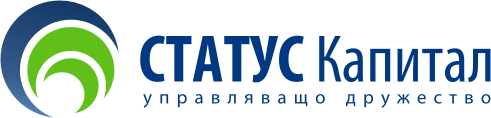 СТАТУС Капитал
управляващо дружество